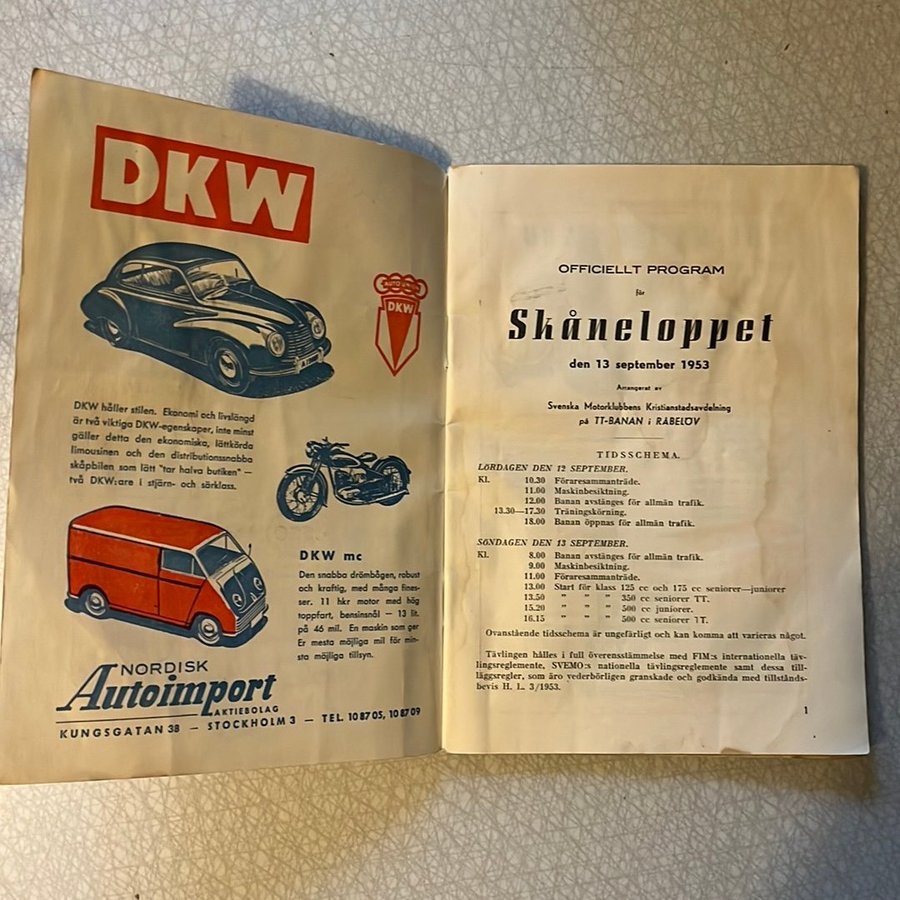 DKW
AUTO UNION
DKW
DKW håller stilen. Ekonomi och livslängd
är två viktiga DKW-egenskaper, inte minst
gäller detta den ekonomiska, lättkörda
limousinen och den distributionssnabba
skåpbilen som lätt "tar halva butiken" —
två DKW:are i stjärn- och särklass.
DKW mc
Den snabba drömbågen, robust
och kraftig, med många fines-
ser. 11 hkr motor med hög
toppfart, bensinsnål — 13 lit.
på 46 mil. En maskin som ger
Er mesta möjliga mil för min-
sta möjliga tillsyn.
NORDISK
Autoimport
AKTIEBOLAG
KUNGSGATAN 38 — STOCKHOLM 3 — TEL. 10 87 05, 10 87 09
OFFICIELLT PROGRAM
för
Skåneloppet
den 13 september 1953
Arrangerat av
Svenska Motorklubbens Kristianstadsavdelning
på TT-BANAN i RÅBELÖV
TIDSSCHEMA.
LÖRDAGEN DEN 12 SEPTEMBER.
Kl. 10.30 Föraresammanträde.
11.00 Maskinbesiktning.
12.00 Banan avstänges för allmän trafik.
13.30—17.30 Träningskörning.
18.00 Banan öppnas för allmän trafik.
SÖNDAGEN DEN 13 SEPTEMBER.
Kl. 8.00 Banan avstänges för allmän trafik.
9.00 Maskinbesiktning.
11.00 Föraresammanträde.
13.00 Start för klass 125 cc och 175 cc seniorer—juniorer
13.50 " " " 350 cc seniorer TT.
15.20 " " " 500 cc juniorer.
16.15 " " " 500 cc seniorer TT.
Ovanstående tidsschema är ungefärligt och kan komma att varieras något.
Tävlingen hålles i full överensstämmelse med FIM:s internationella täv-
lingsreglemente, SVEMO:s nationella tävlingsreglemente samt dessa till-
läggsregler, som äro vederbörligen granskade och godkända med tillstånds-
bevis H. L. 3/1953.
1